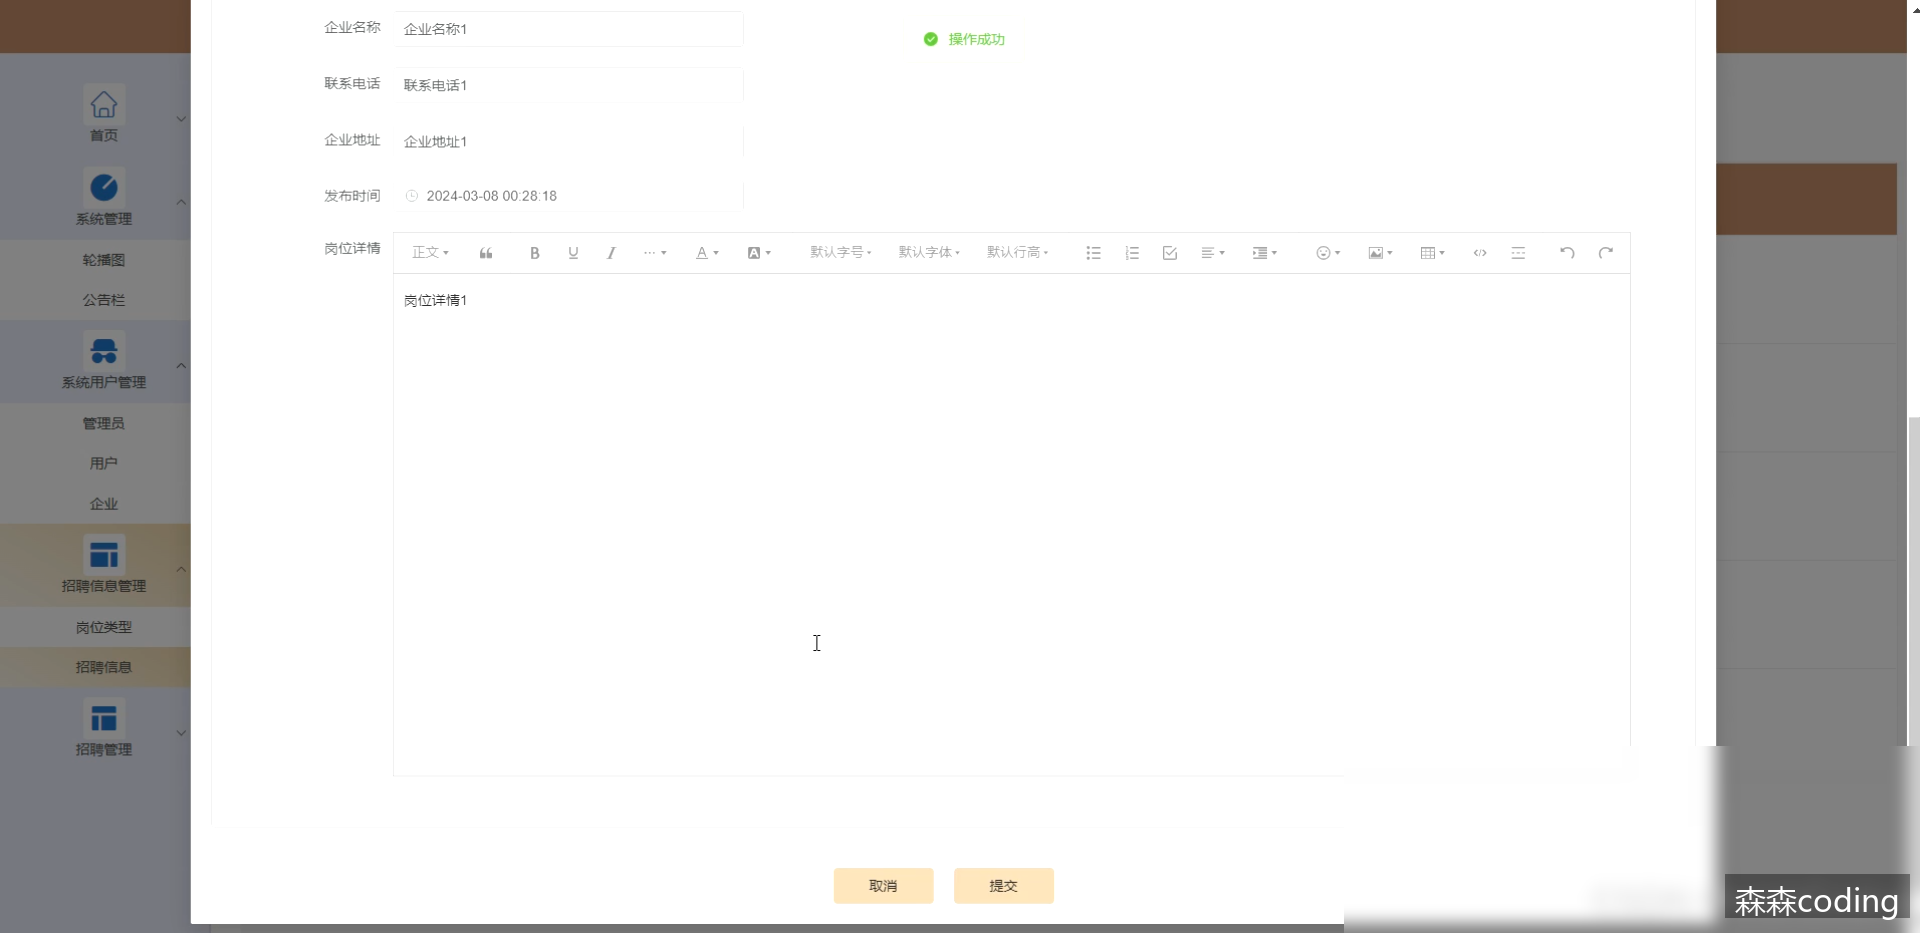 企业名称 企业名称1
操作成功
联系电话 联系电话1
首页
企业地址 企业地址1
发布时间 2024-03-08 00:28:18
系统管理
岗位详情 正文 B U I A A 默认字号 默认字体 默认行高
轮播图
公告栏
岗位详情1
系统用户管理
管理员
用户
企业
招聘信息管理
岗位类型
招聘信息
招聘管理
取消 提交
森森coding